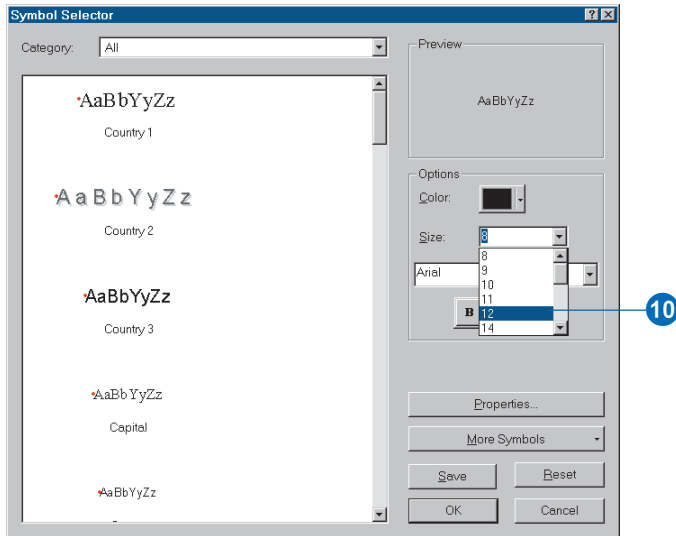 Symbol Selector
Category: All
AaBbYyZz
Country 1
AaBbYyZz
Country 2
AaBbYyZz
Country 3
AaBbYyZz
Capital
AaBbYyZz
Preview
AaBbYyZz
Options
Color:
Size: 8
8
9
10
11
12
14
Arial
B
10
Properties...
More Symbols
Save Reset
OK Cancel